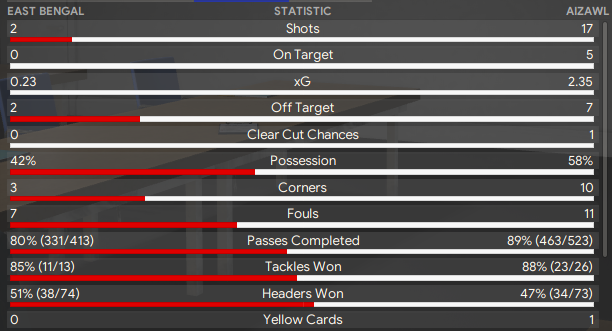 EAST BENGAL STATISTIC AIZAWL
2 Shots 17
0 On Target 5
0.23 xG 2.35
2 Off Target 7
0 Clear Cut Chances 1
42% Possession 58%
3 Corners 10
7 Fouls 11
80% (331/413) Passes Completed 89% (463/523)
85% (11/13) Tackles Won 88% (23/26)
51% (38/74) Headers Won 47% (34/73)
0 Yellow Cards 1